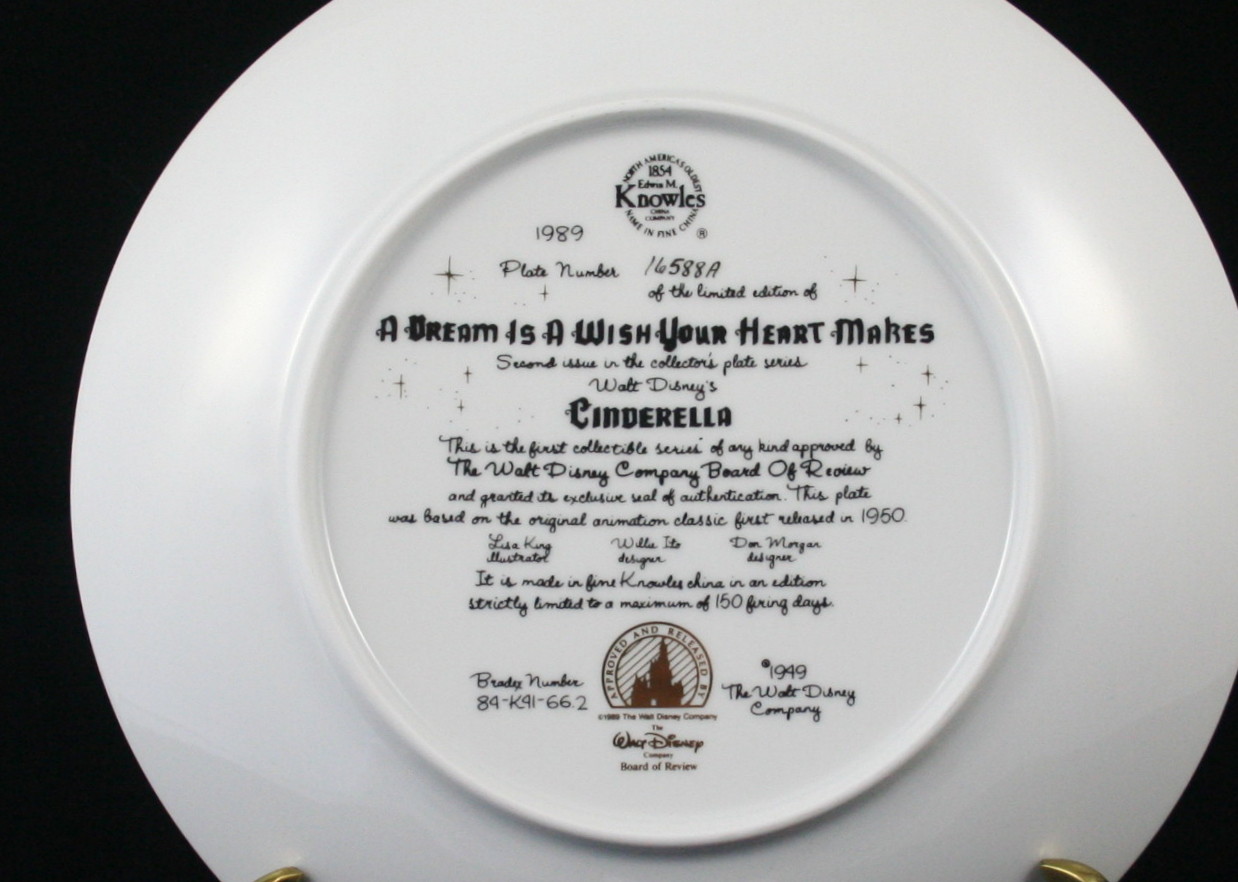 NORTH AMERICA'S OLDEST
1854
Edwin M.
Knowles
CHINA
COMPANY
NAME IN FINE CHINA
®
1989
Plate Number 16588A
of the limited edition of
A DREAM IS A WISH YOUR HEART MAKES
Second issue in the collector's plate series
Walt Disney's
CINDERELLA
This is the first collectible series of any kind approved by
The Walt Disney Company Board Of Review
and granted its exclusive seal of authentication. This plate
was based on the original animation classic first released in 1950.
Lisa King Willie Ito Don Morgan
illustrator designer designer
It is made in fine Knowles china in an edition
strictly limited to a maximum of 150 firing days.
APPROVED AND RELEASED BY
Bradex Number ©1949
84-K41-66.2 The Walt Disney
Company
©1989 The Walt Disney Company
The
Walt Disney
Company
Board of Review